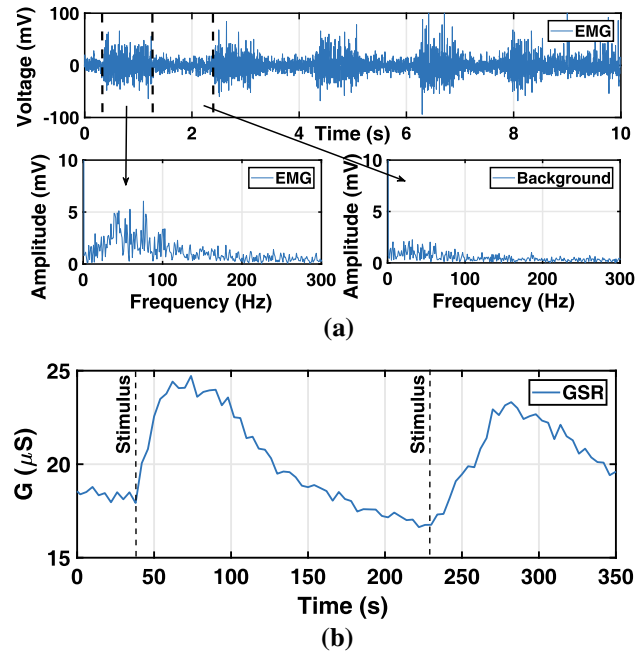 100
0
-100
Voltage (mV)
EMG
0 2 4 6 8 10
Time (s)
10
5
0
Amplitude (mV)
EMG
0 100 200 300
Frequency (Hz)
10
5
0
Amplitude (mV)
Background
0 100 200 300
Frequency (Hz)
(a)
25
20
15
G (μS)
Stimulus
Stimulus
GSR
0 50 100 150 200 250 300 350
Time (s)
(b)